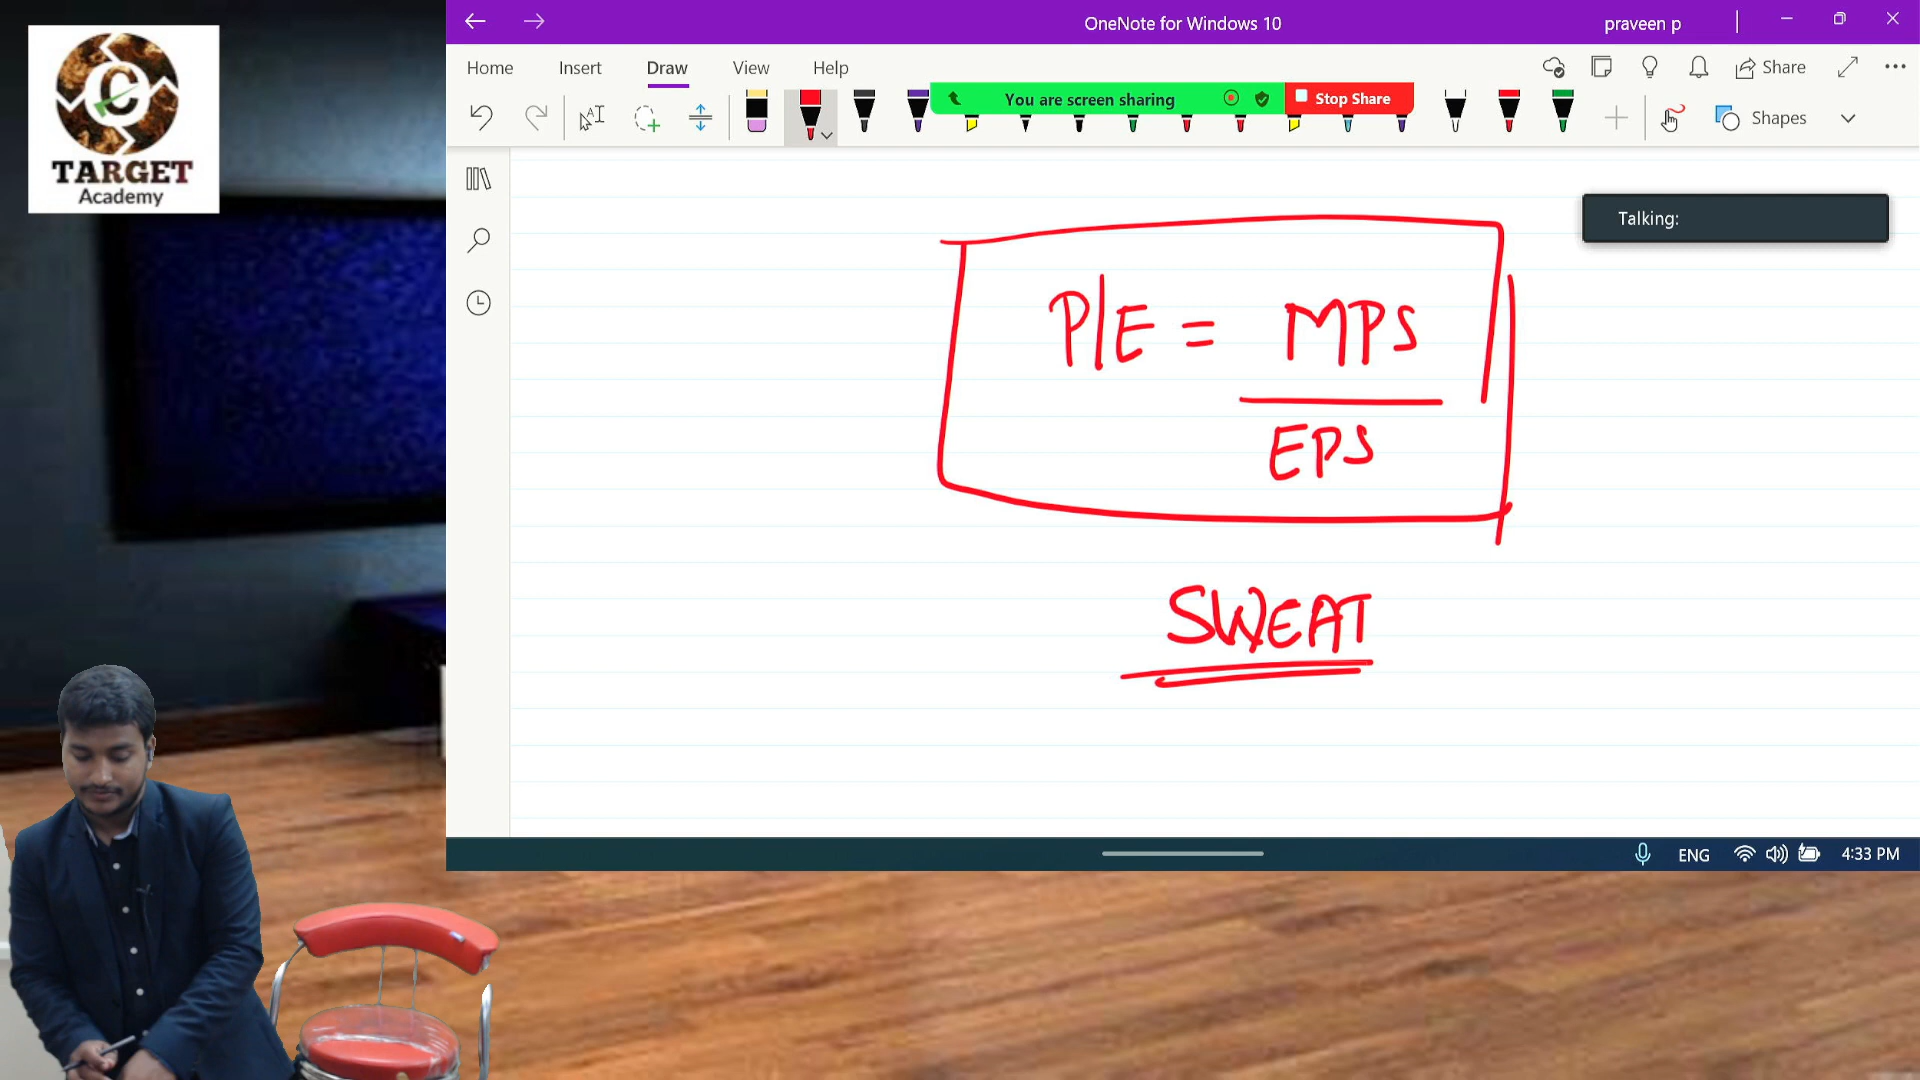 TARGET
Academy
OneNote for Windows 10
praveen p
Home Insert Draw View Help
Share
You are screen sharing
Stop Share
Shapes
Talking:
P/E = MPS
EPS
SWEAT
ENG
4:33 PM